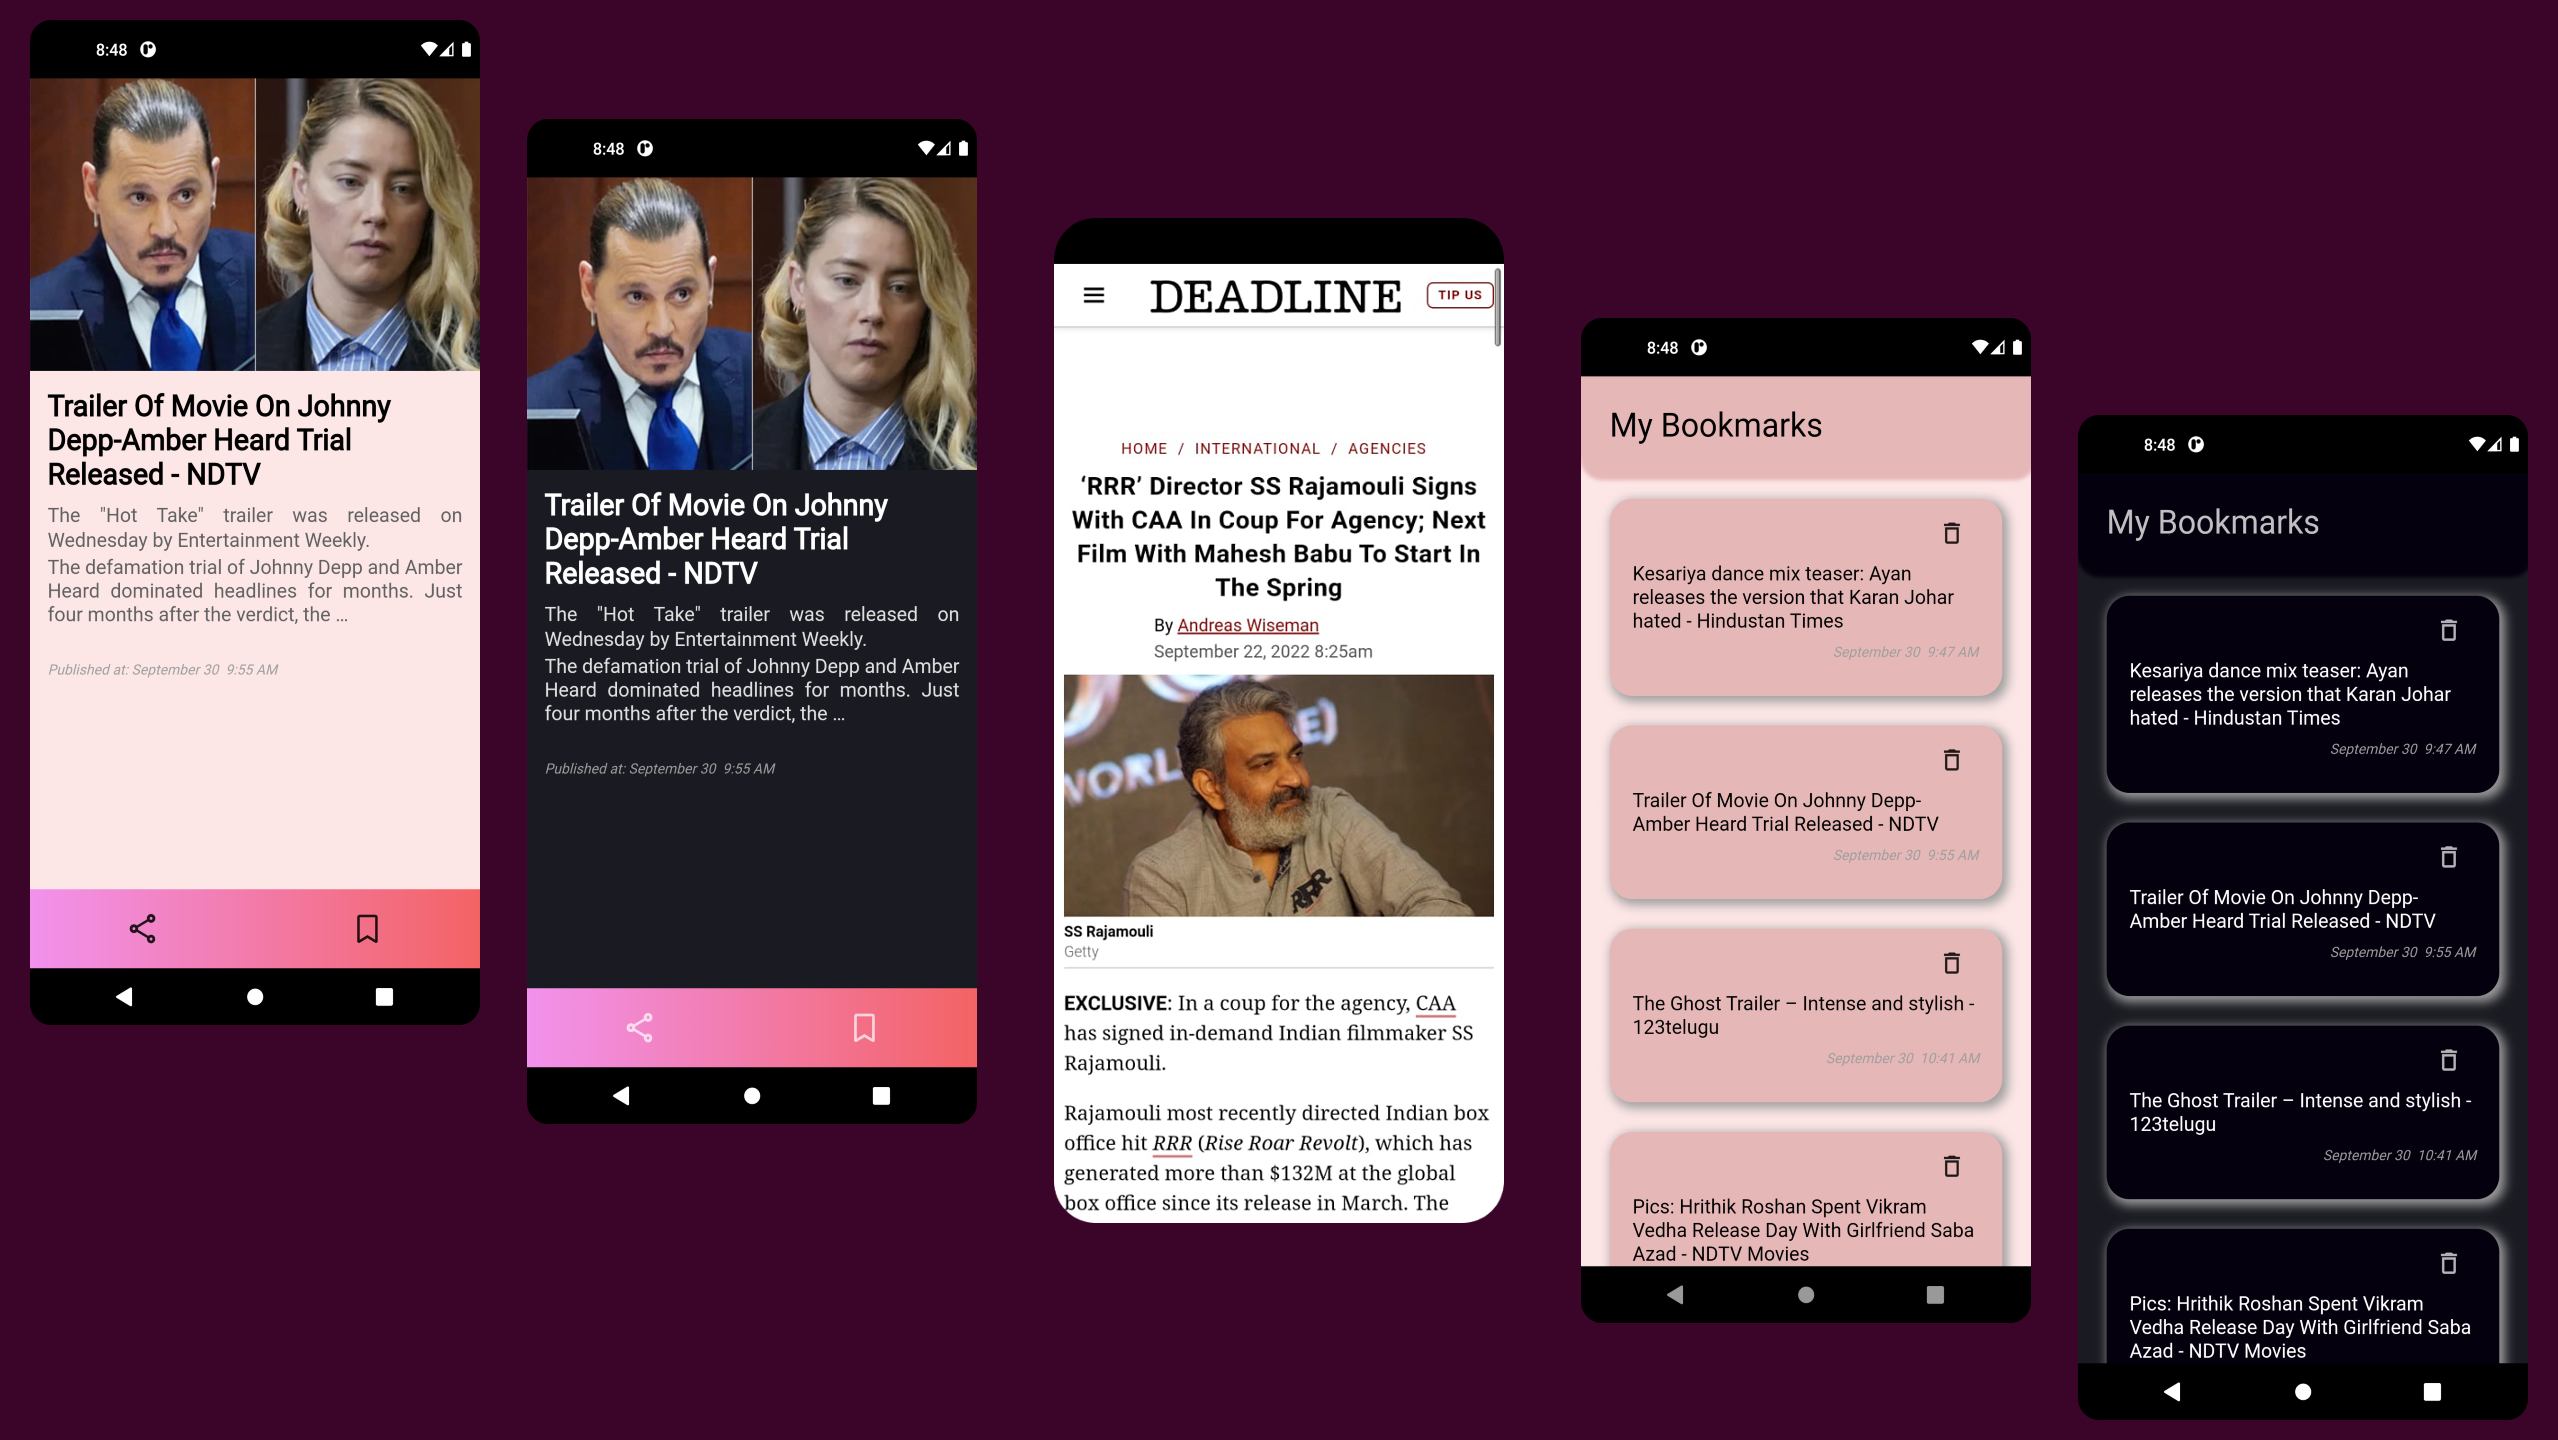 8:48
Trailer Of Movie On Johnny
Depp-Amber Heard Trial
Released - NDTV
The "Hot Take" trailer was released on
Wednesday by Entertainment Weekly.
The defamation trial of Johnny Depp and Amber
Heard dominated headlines for months. Just
four months after the verdict, the ...
Published at: September 30 9:55 AM
8:48
Trailer Of Movie On Johnny
Depp-Amber Heard Trial
Released - NDTV
The "Hot Take" trailer was released on
Wednesday by Entertainment Weekly.
The defamation trial of Johnny Depp and Amber
Heard dominated headlines for months. Just
four months after the verdict, the ...
Published at: September 30 9:55 AM
DEADLINE
TIP US
HOME / INTERNATIONAL / AGENCIES
‘RRR’ Director SS Rajamouli Signs
With CAA In Coup For Agency; Next
Film With Mahesh Babu To Start In
The Spring
By Andreas Wiseman
September 22, 2022 8:25am
WORL
E)
RRR
SS Rajamouli
Getty
EXCLUSIVE: In a coup for the agency, CAA
has signed in-demand Indian filmmaker SS
Rajamouli.
Rajamouli most recently directed Indian box
office hit RRR (Rise Roar Revolt), which has
generated more than $132M at the global
box office since its release in March. The
8:48
My Bookmarks
Kesariya dance mix teaser: Ayan
releases the version that Karan Johar
hated - Hindustan Times
September 30 9:47 AM
Trailer Of Movie On Johnny Depp-
Amber Heard Trial Released - NDTV
September 30 9:55 AM
The Ghost Trailer – Intense and stylish -
123telugu
September 30 10:41 AM
Pics: Hrithik Roshan Spent Vikram
Vedha Release Day With Girlfriend Saba
Azad - NDTV Movies
8:48
My Bookmarks
Kesariya dance mix teaser: Ayan
releases the version that Karan Johar
hated - Hindustan Times
September 30 9:47 AM
Trailer Of Movie On Johnny Depp-
Amber Heard Trial Released - NDTV
September 30 9:55 AM
The Ghost Trailer – Intense and stylish -
123telugu
September 30 10:41 AM
Pics: Hrithik Roshan Spent Vikram
Vedha Release Day With Girlfriend Saba
Azad - NDTV Movies